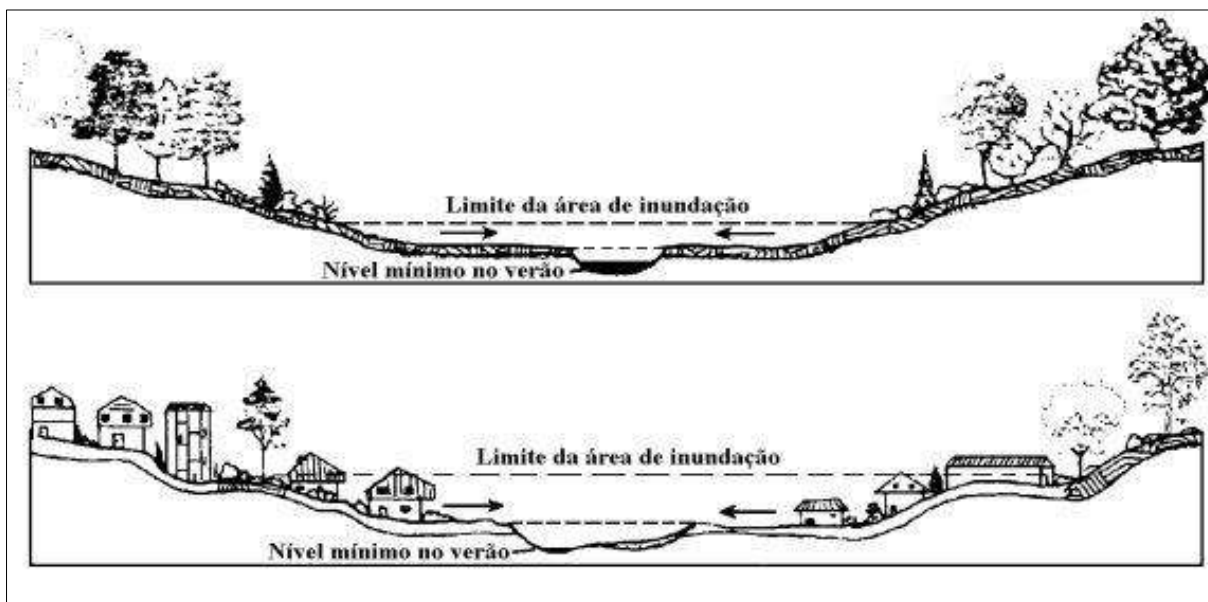 Limite da área de inundação
Nível mínimo no verão
Limite da área de inundação
Nível mínimo no verão